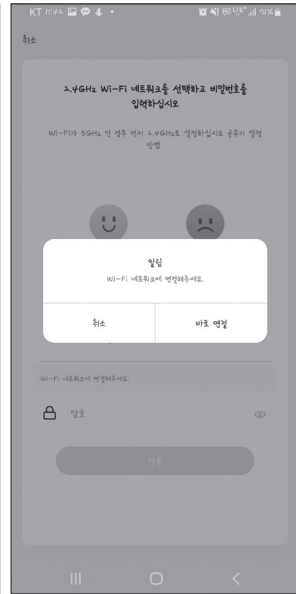 KT 11:42
취소
2.4GHz Wi-Fi 네트워크를 선택하고 비밀번호를
입력하십시오
Wi-Fi가 5GHz 인 경우 먼저 2.4GHz로 설정하십시오 공유기 설정
방법
알림
Wi-Fi 네트워크에 연결해주세요.
취소 바로 연결
Wi-Fi 네트워크에 연결해주세요.
암호
다음